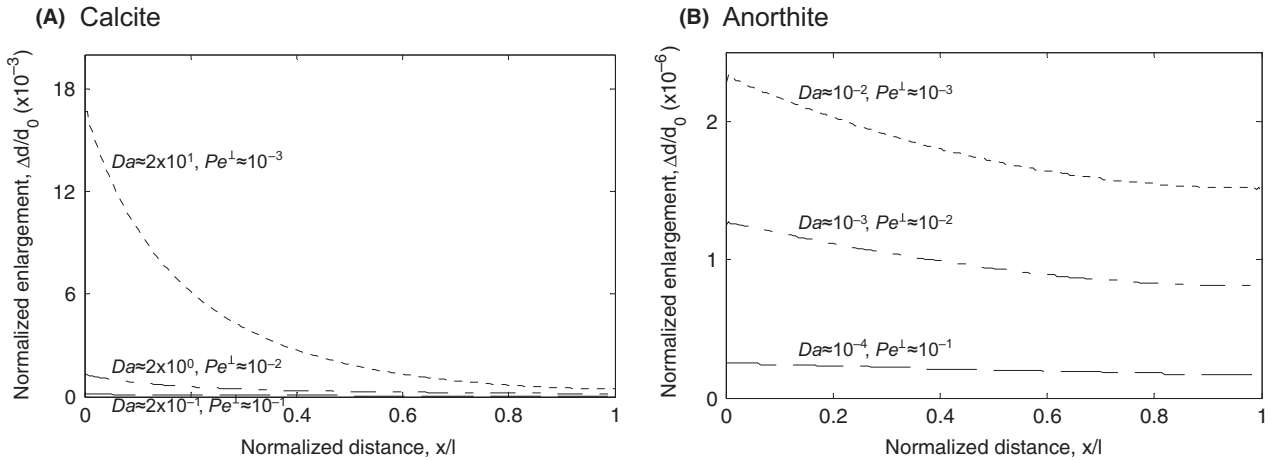 (A) Calcite
Normalized enlargement, Δd/d₀ (x10⁻³)
18
12
6
0
Da≈2x10¹, Pe⊥≈10⁻³
Da≈2x10⁰, Pe⊥≈10⁻²
Da≈2x10⁻¹, Pe⊥≈10⁻¹
0 0.2 0.4 0.6 0.8 1
Normalized distance, x/l
(B) Anorthite
Normalized enlargement, Δd/d₀ (x10⁻⁶)
2
1
0
Da≈10⁻², Pe⊥≈10⁻³
Da≈10⁻³, Pe⊥≈10⁻²
Da≈10⁻⁴, Pe⊥≈10⁻¹
0 0.2 0.4 0.6 0.8 1
Normalized distance, x/l